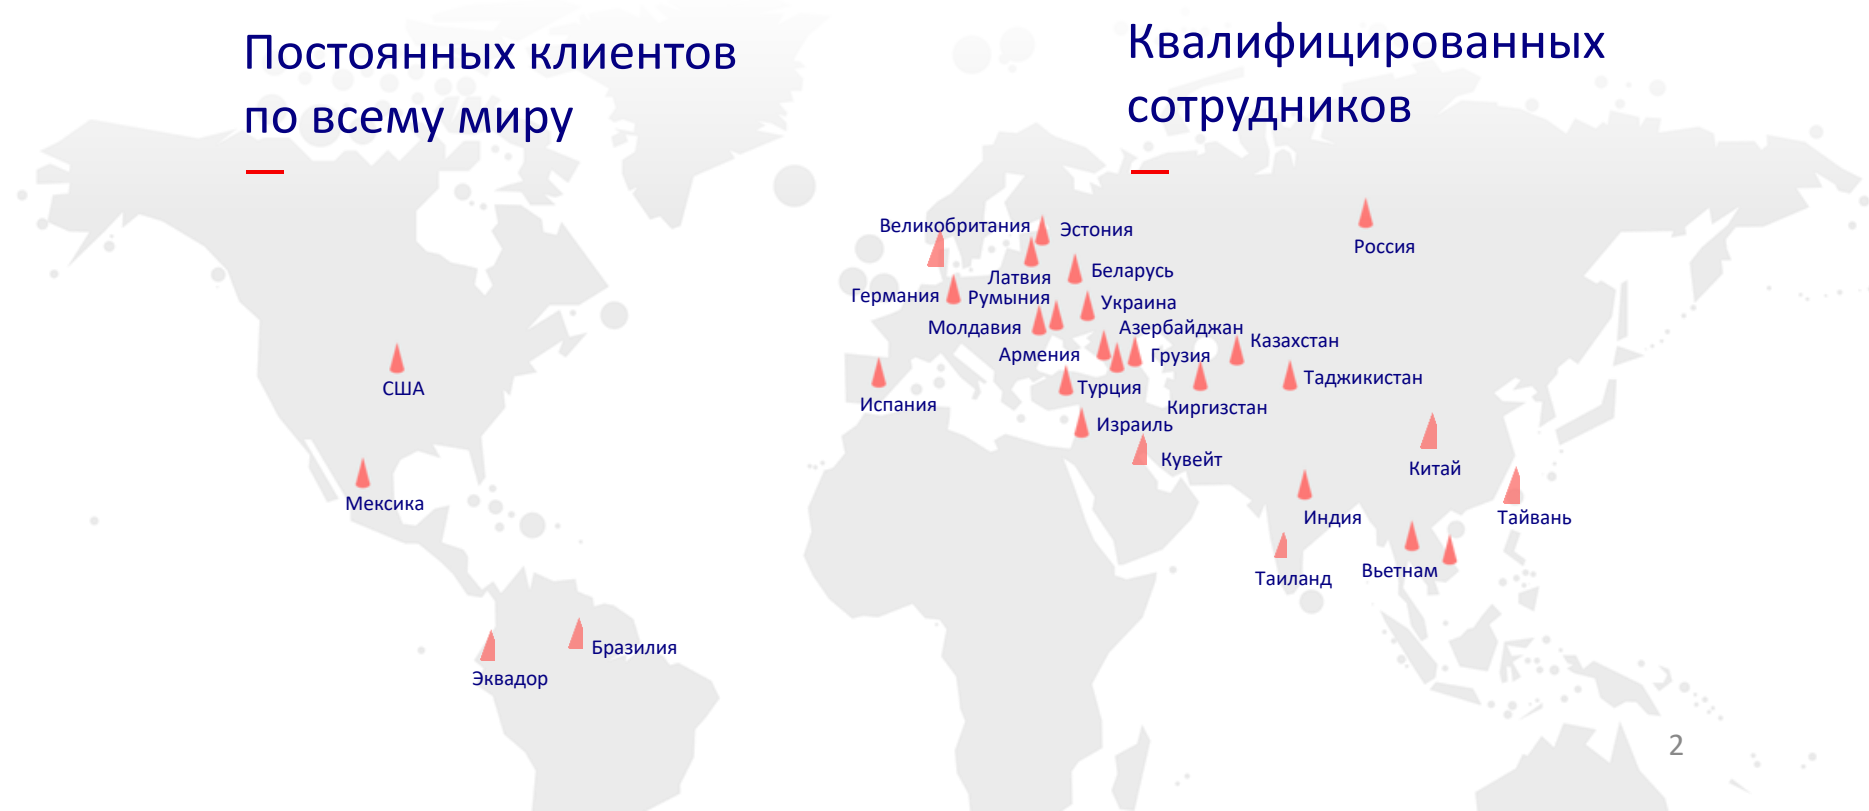 Постоянных клиентов
по всему миру
Квалифицированных
сотрудников
Великобритания
Эстония
Россия
Латвия
Беларусь
Германия
Румыния
Украина
Молдавия
Азербайджан
Казахстан
Армения
Грузия
США
Таджикистан
Турция
Испания
Киргизстан
Израиль
Кувейт
Китай
Мексика
Индия
Тайвань
Таиланд
Вьетнам
Бразилия
Эквадор
2